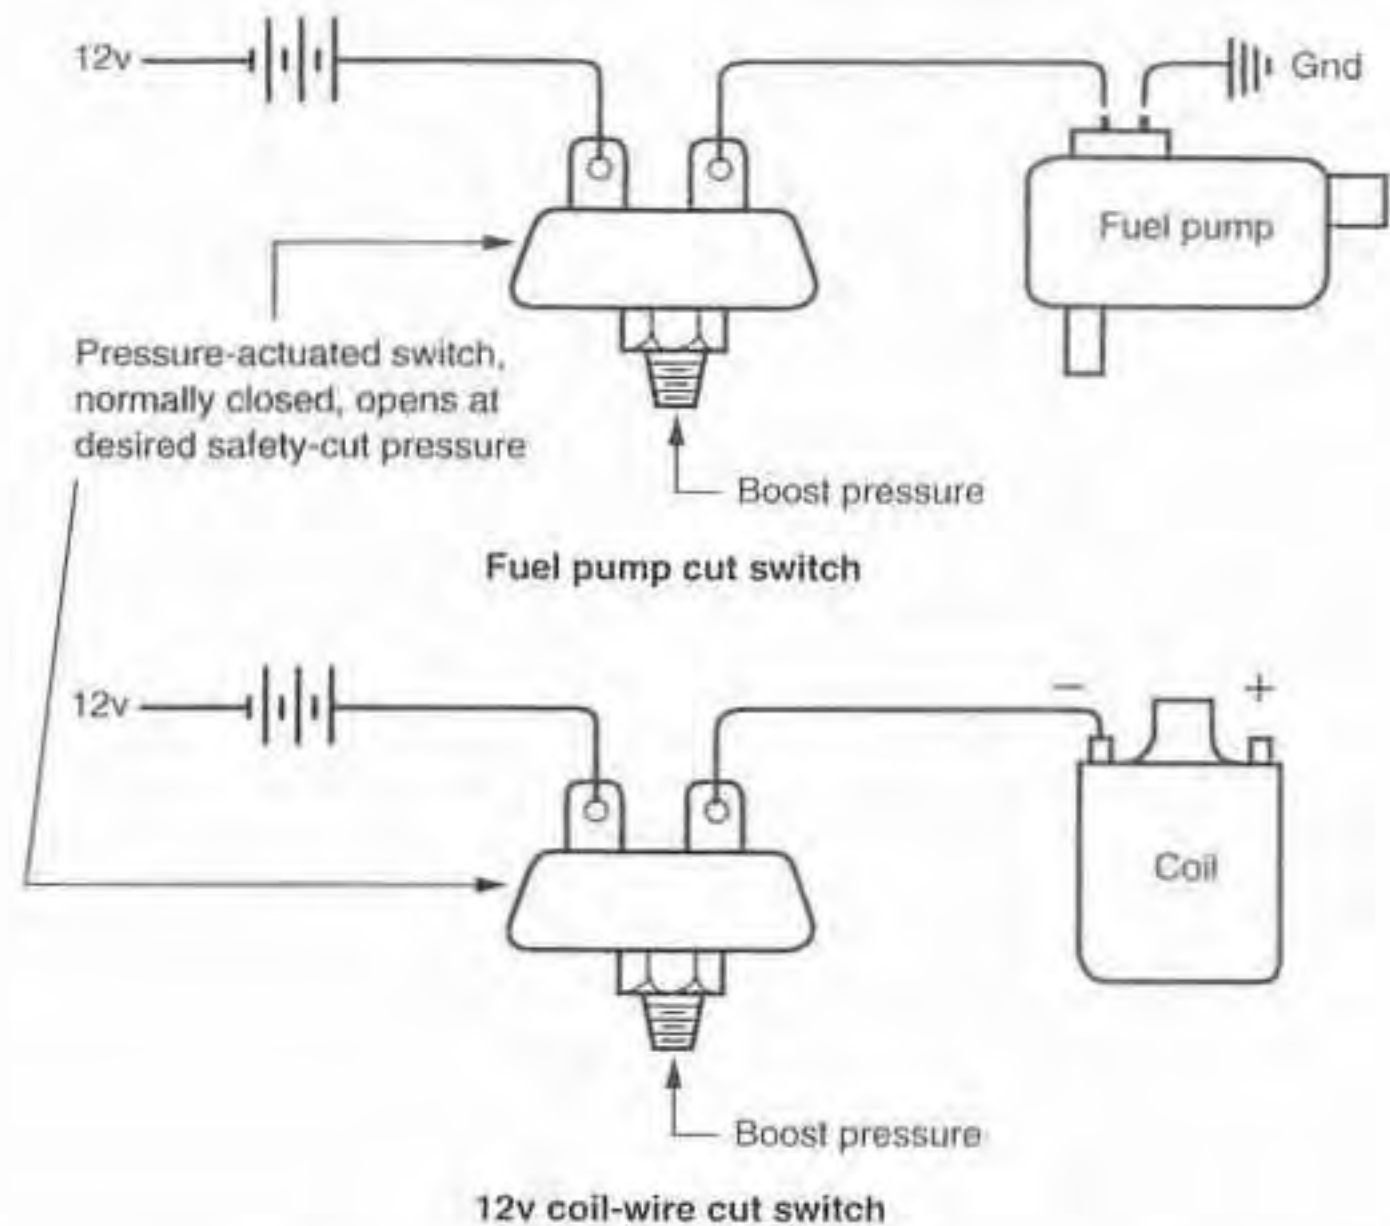 12v
Gnd
Fuel pump
Pressure-actuated switch,
normally closed, opens at
desired safety-cut pressure
Boost pressure
Fuel pump cut switch
12v
− +
Coil
Boost pressure
12v coil-wire cut switch